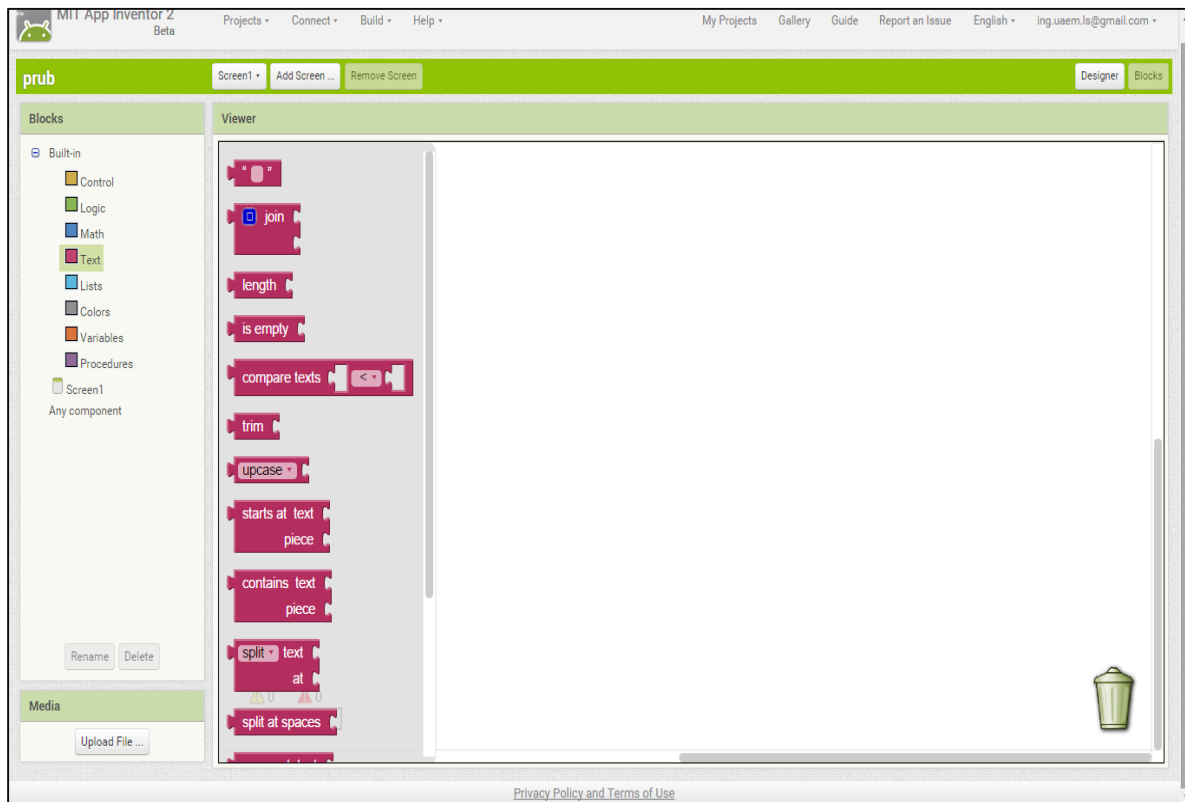 MIT App Inventor 2
Beta
Projects Connect Build Help My Projects Gallery Guide Report an Issue English ing.uaem.ls@gmail.com
prub Screen1 Add Screen ... Remove Screen Designer Blocks
Blocks
Built-in
Control
Logic
Math
Text
Lists
Colors
Variables
Procedures
Screen1
Any component
Rename Delete
Media
Upload File ...
Viewer
" "
join
length
is empty
compare texts <
trim
upcase
starts at text
piece
contains text
piece
split text
at
0 0
split at spaces
Privacy Policy and Terms of Use